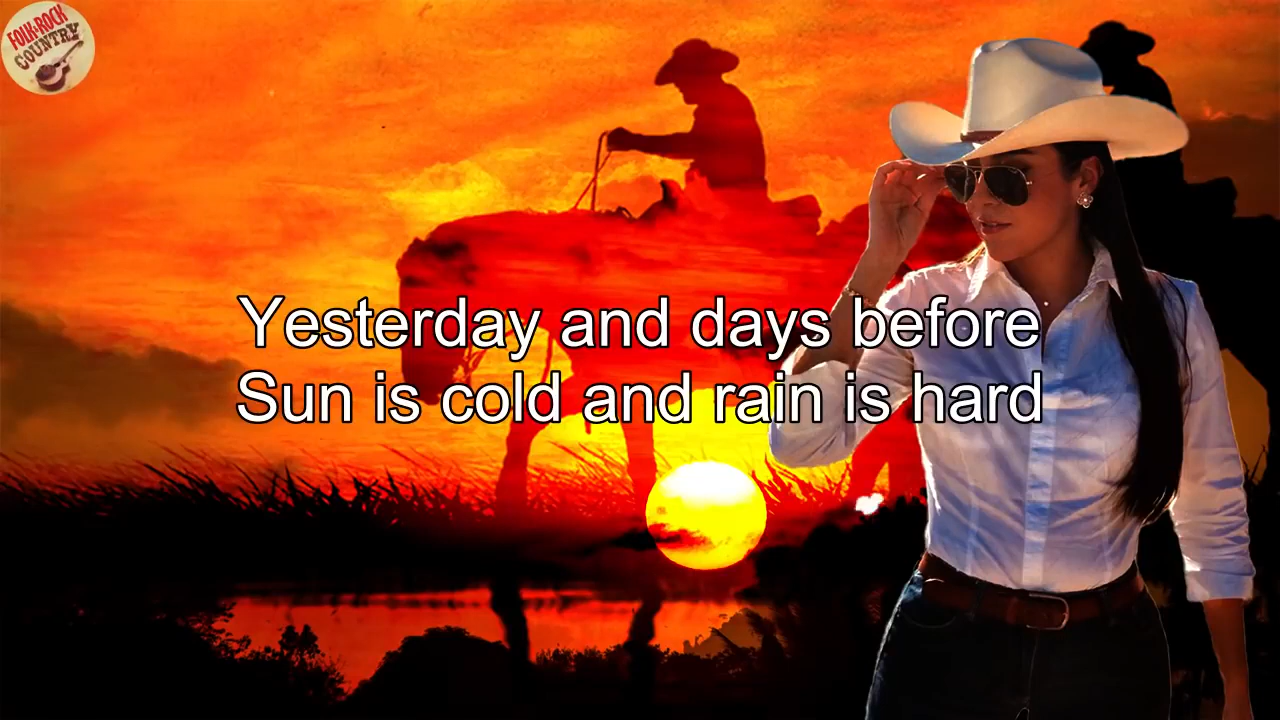 FOLK & ROCK
COUNTRY
Yesterday and days before
Sun is cold and rain is hard